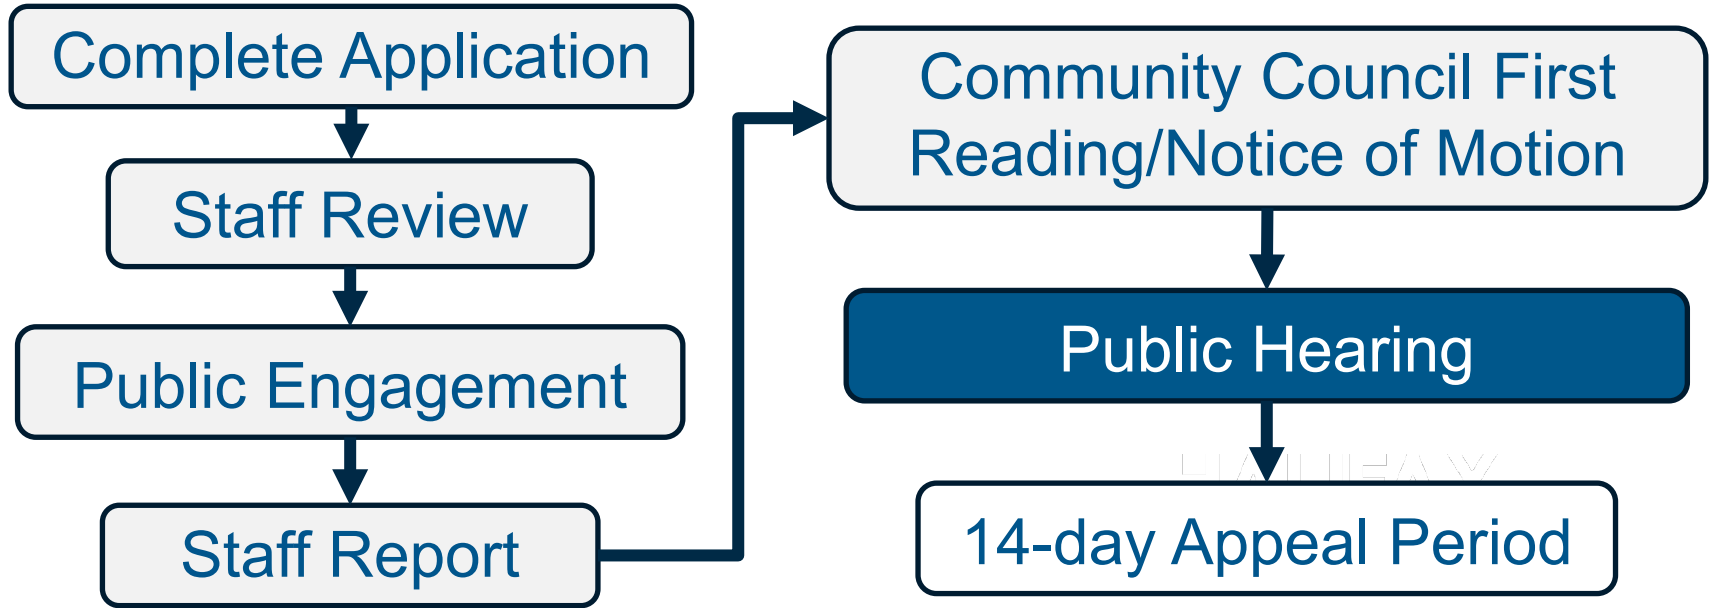 Complete Application
Staff Review
Public Engagement
Staff Report
Community Council First
Reading/Notice of Motion
Public Hearing
HALIFAX
14-day Appeal Period